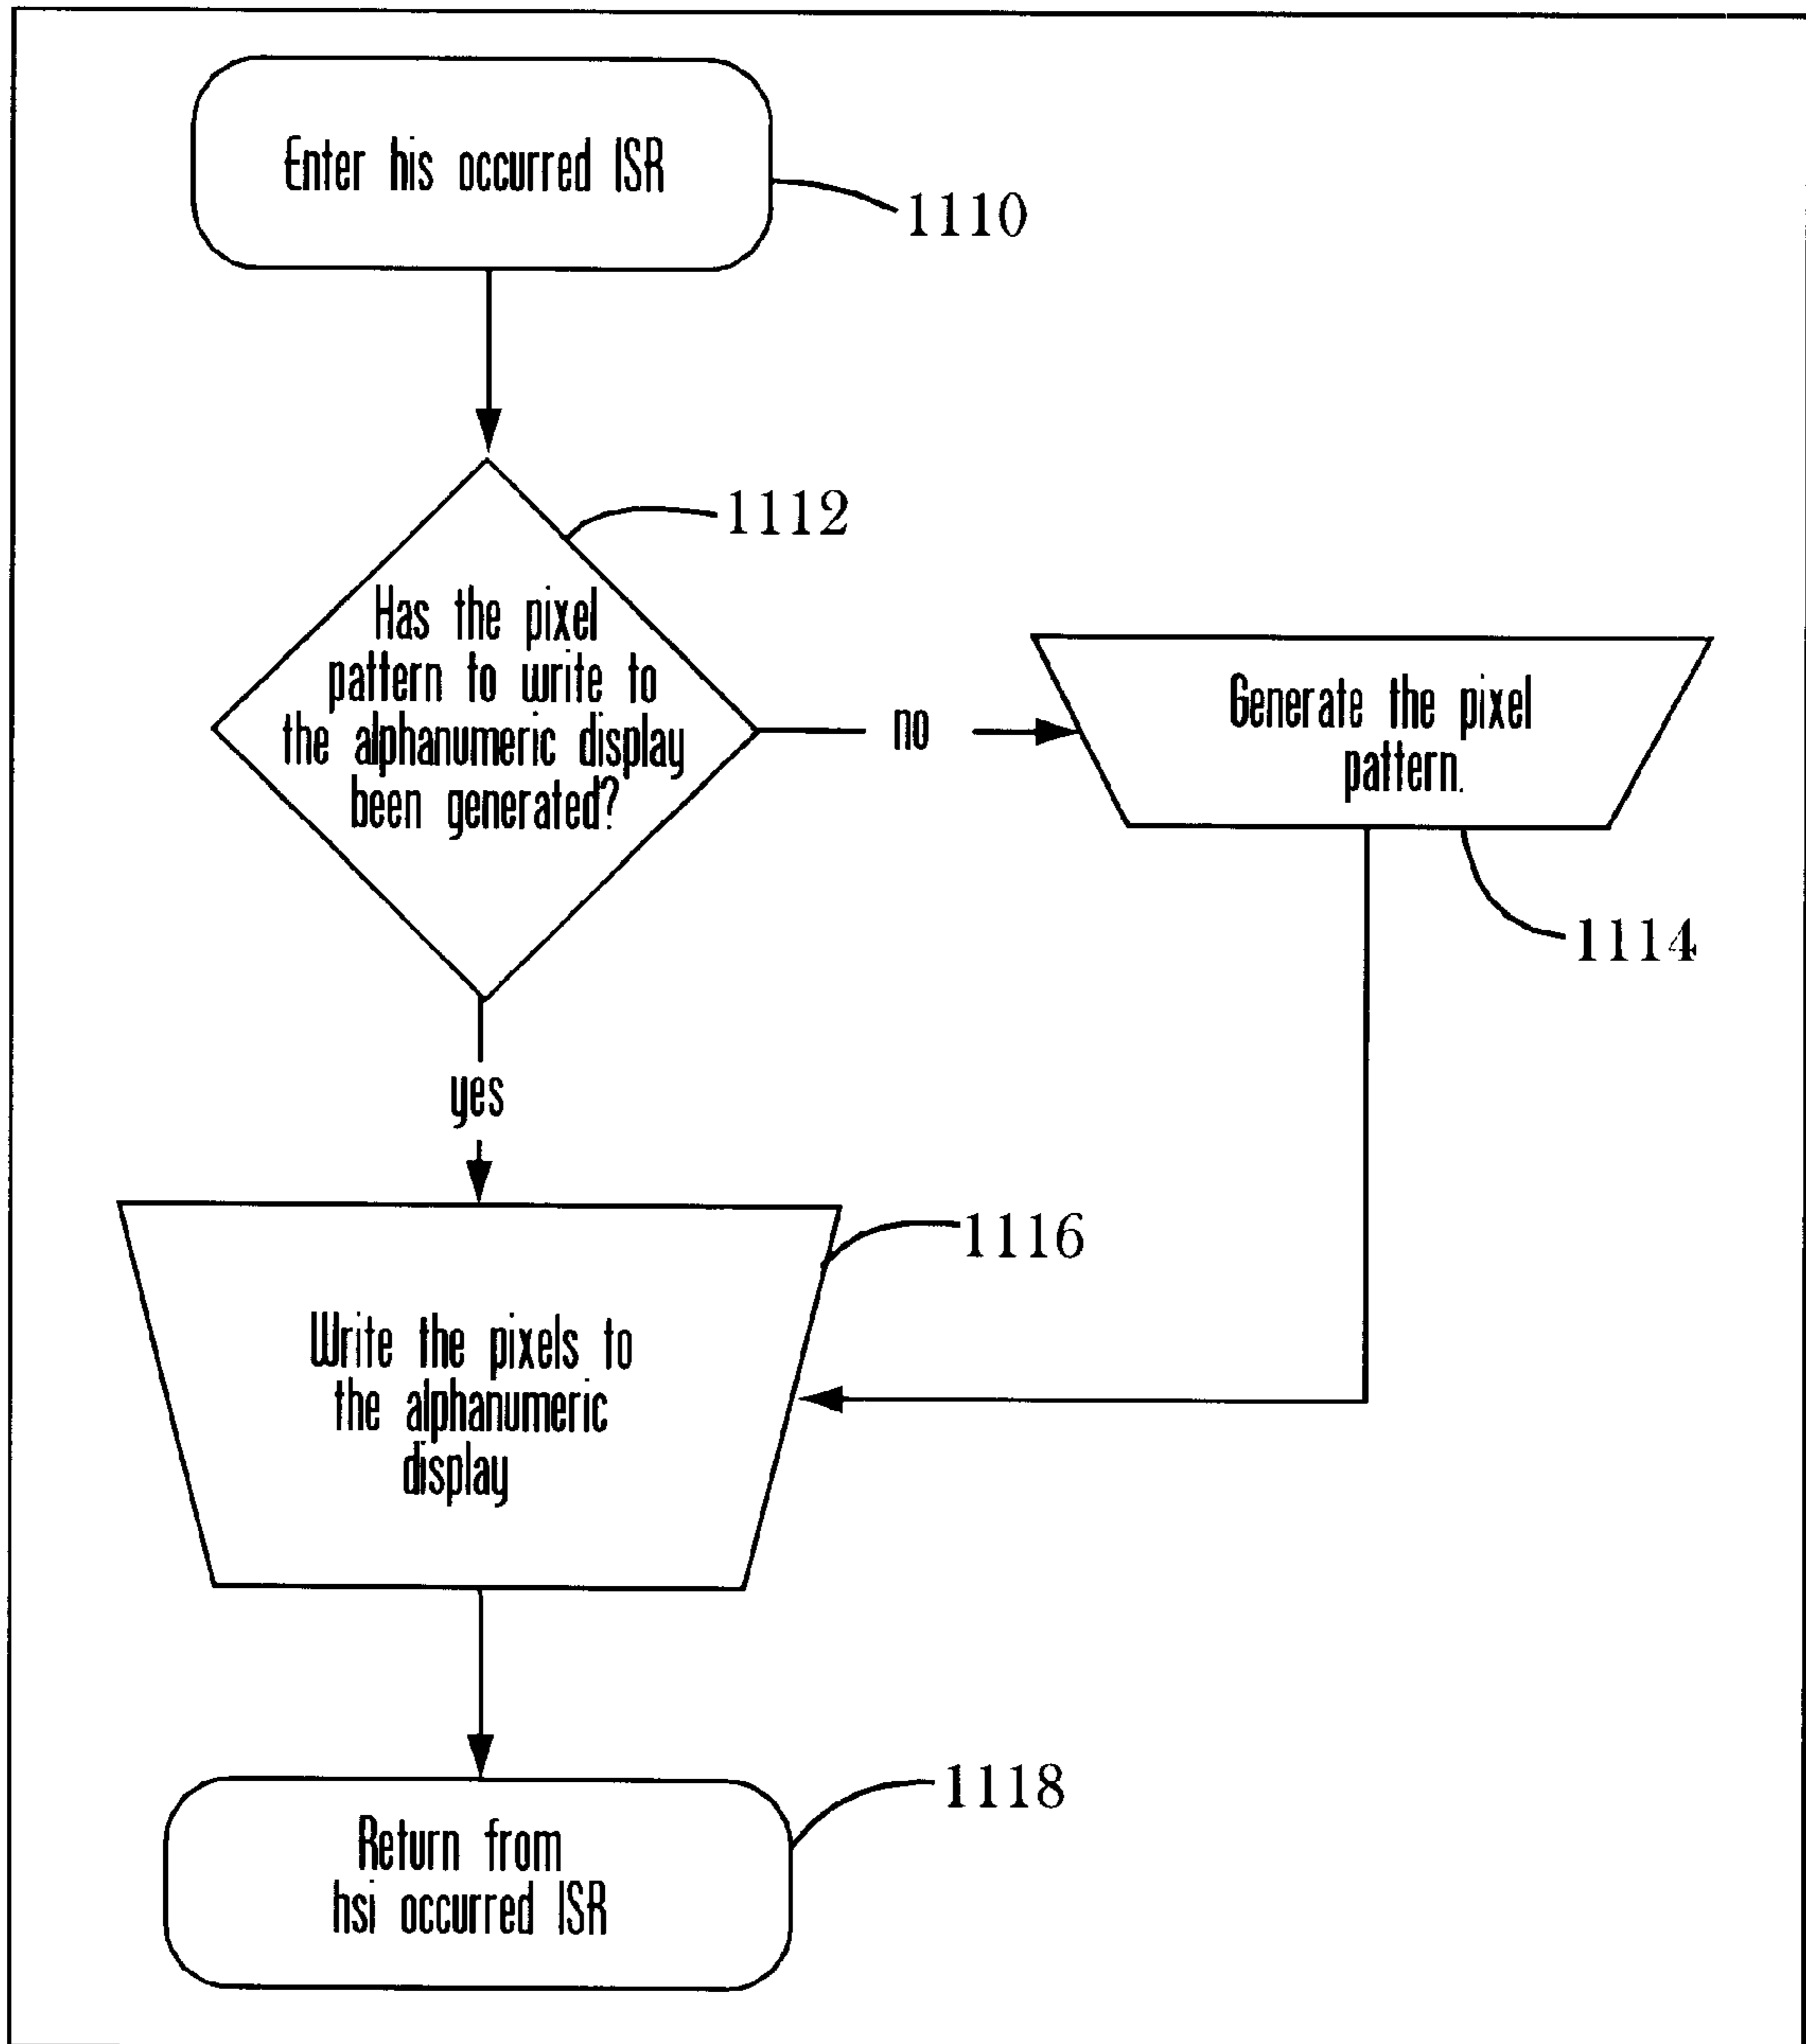 Enter his occurred ISR
1110
1112
Has the pixel
pattern to write to
the alphanumeric display
been generated?
no
Generate the pixel
pattern.
1114
yes
1116
Write the pixels to
the alphanumeric
display
1118
Return from
hsi occurred ISR